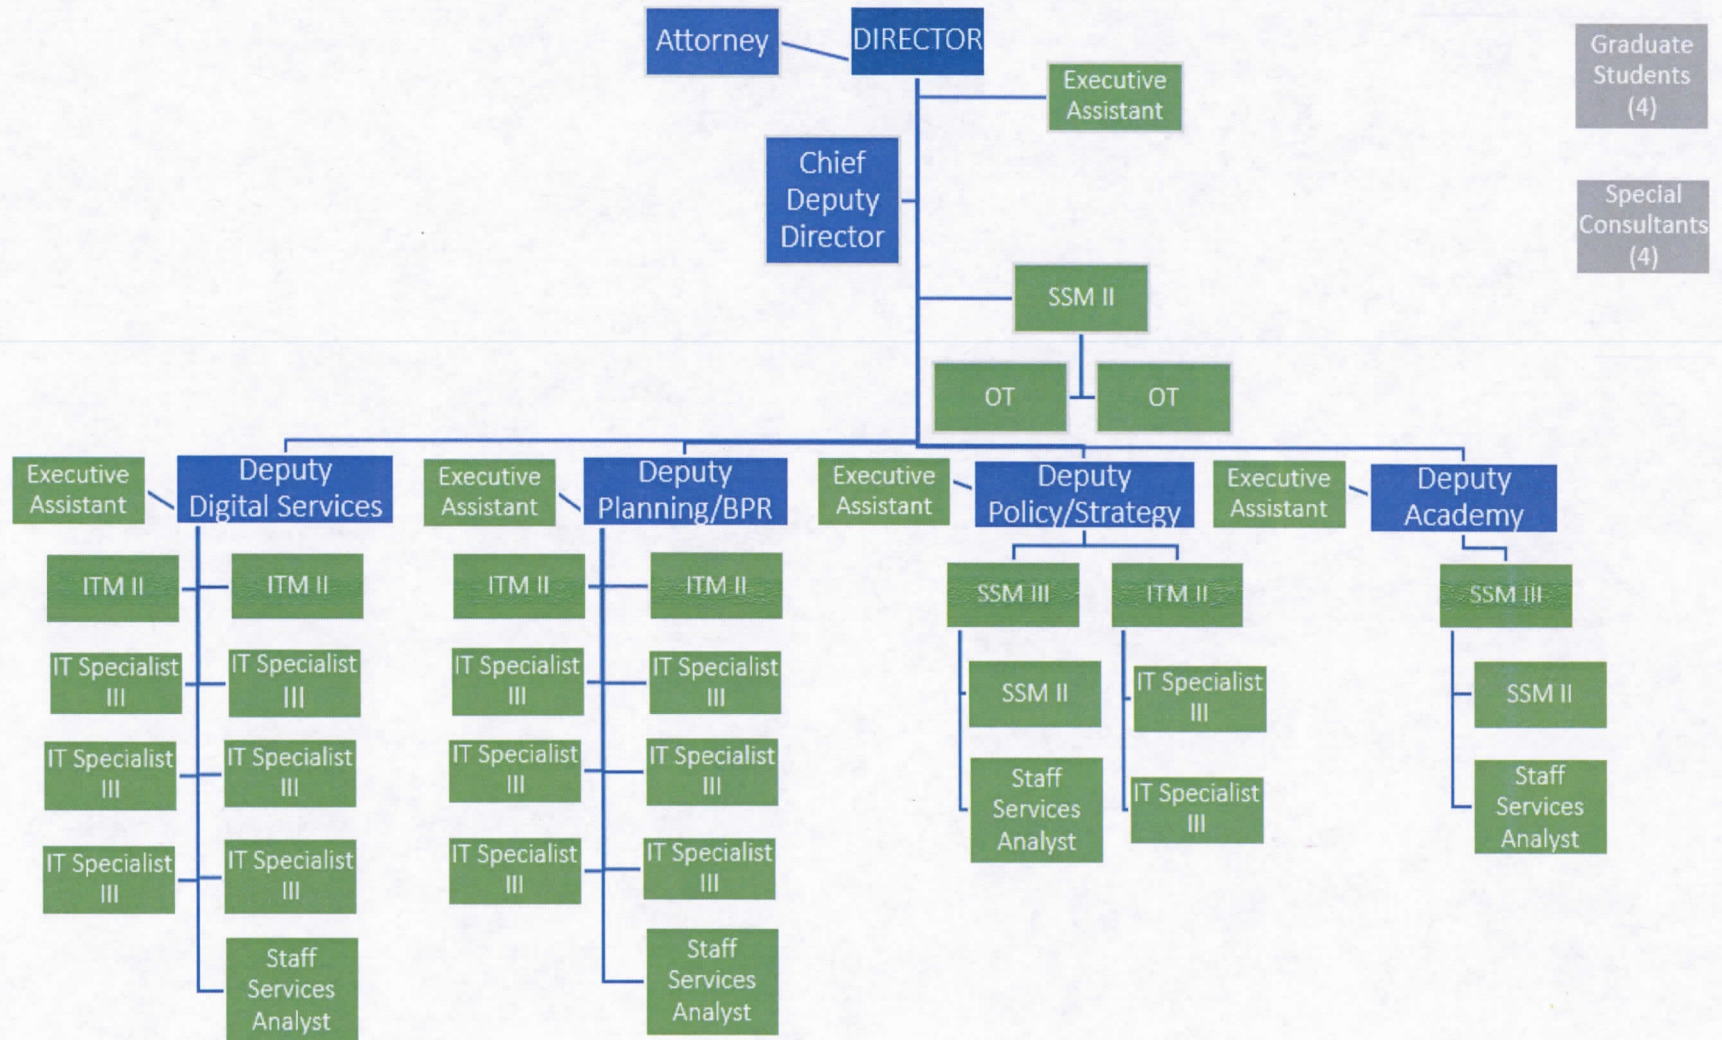 Attorney
DIRECTOR
Graduate
Students
(4)
Executive
Assistant
Chief
Deputy
Director
Special
Consultants
(4)
SSM II
OT
OT
Executive
Assistant
Deputy
Digital Services
Executive
Assistant
Deputy
Planning/BPR
Executive
Assistant
Deputy
Policy/Strategy
Executive
Assistant
Deputy
Academy
ITM II
ITM II
IT Specialist
III
IT Specialist
III
IT Specialist
III
IT Specialist
III
IT Specialist
III
IT Specialist
III
Staff
Services
Analyst
ITM II
ITM II
IT Specialist
III
IT Specialist
III
IT Specialist
III
IT Specialist
III
IT Specialist
III
IT Specialist
III
Staff
Services
Analyst
SSM III
ITM II
SSM II
IT Specialist
III
Staff
Services
Analyst
IT Specialist
III
SSM III
SSM II
Staff
Services
Analyst